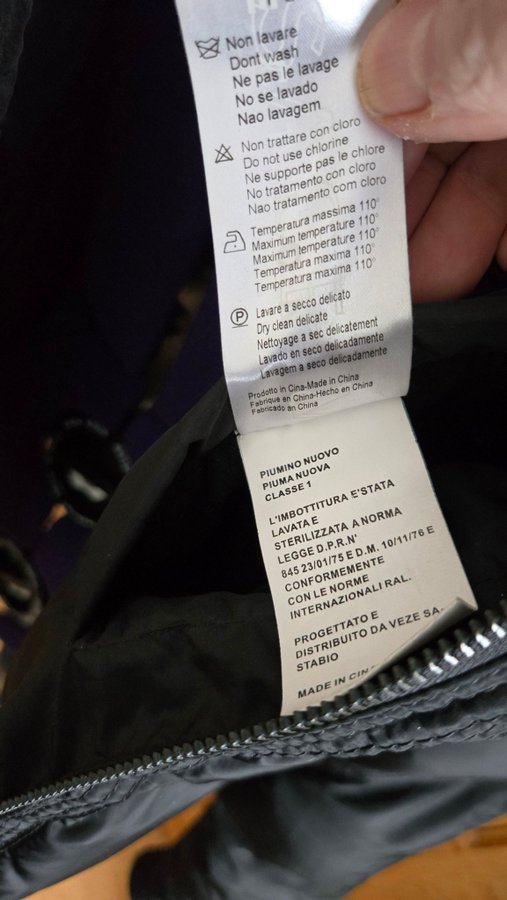 Non lavare
Dont wash
Ne pas le lavage
No se lavado
Nao lavagem
Non trattare con cloro
Do not use chlorine
Ne supporte pas le chlore
No tratamento con cloro
Nao tratamento com cloro
Temperatura massima 110°
Maximum temperature 110°
Maximum temperature 110°
Temperatura maxima 110°
Temperatura maxima 110°
P
Lavare a secco delicato
Dry clean delicate
Nettoyage a sec delicatement
Lavado en seco delicadamente
Lavagem a seco delicadamente
Prodotto in Cina-Made in China
Fabrique en China-Hecho en China
Fabricado an China
PIUMINO NUOVO
PIUMA NUOVA
CLASSE 1
L'IMBOTTITURA E'STATA
LAVATA E
STERILIZZATA A NORMA
LEGGE D.P.R.N'
845 23/01/75 E D.M. 10/11/76 E
CONFORMEMENTE
CON LE NORME
INTERNAZIONALI RAL.
PROGETTATO E
DISTRIBUITO DA VEZE SA.
STABIO
MADE IN